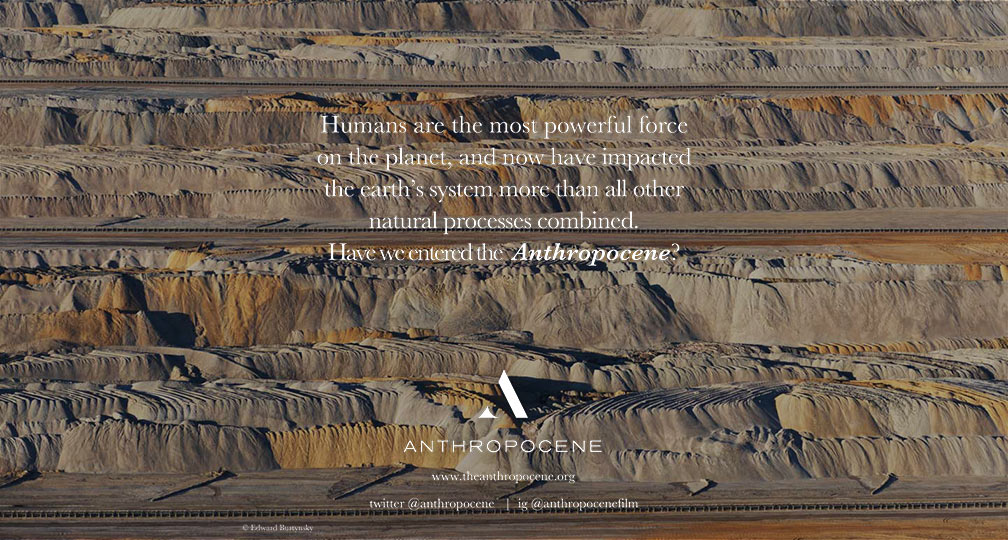 Humans are the most powerful force
on the planet, and now have impacted
the earth's system more than all other
natural processes combined.
Have we entered the Anthropocene?
ANTHROPOCENE
www.theanthropocene.org
twitter @anthropocene | ig @anthropocenefilm
© Edward Burtynsky